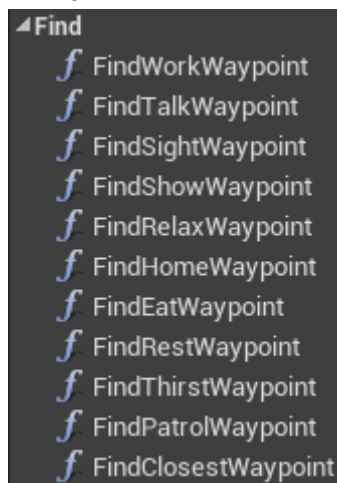 Find
f FindWorkWaypoint
f FindTalkWaypoint
f FindSightWaypoint
f FindShowWaypoint
f FindRelaxWaypoint
f FindHomeWaypoint
f FindEatWaypoint
f FindRestWaypoint
f FindThirstWaypoint
f FindPatrolWaypoint
f FindClosestWaypoint